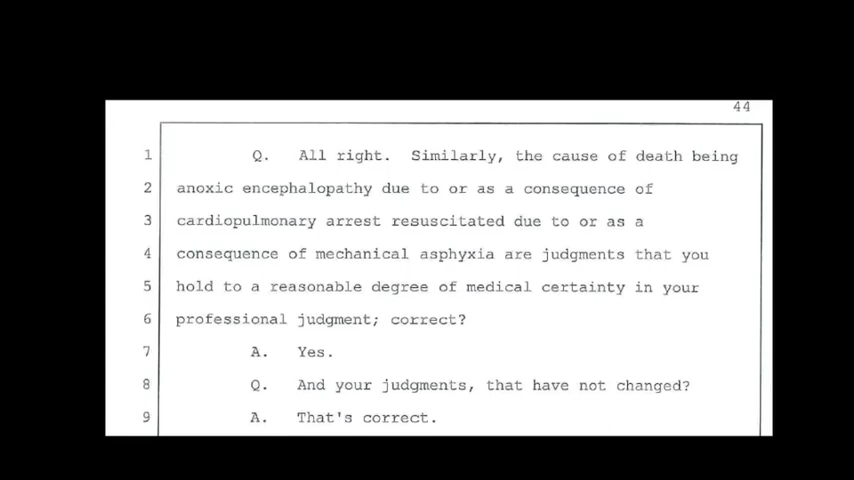 44
1 Q. All right. Similarly, the cause of death being
2 anoxic encephalopathy due to or as a consequence of
3 cardiopulmonary arrest resuscitated due to or as a
4 consequence of mechanical asphyxia are judgments that you
5 hold to a reasonable degree of medical certainty in your
6 professional judgment; correct?
7 A. Yes.
8 Q. And your judgments, that have not changed?
9 A. That's correct.